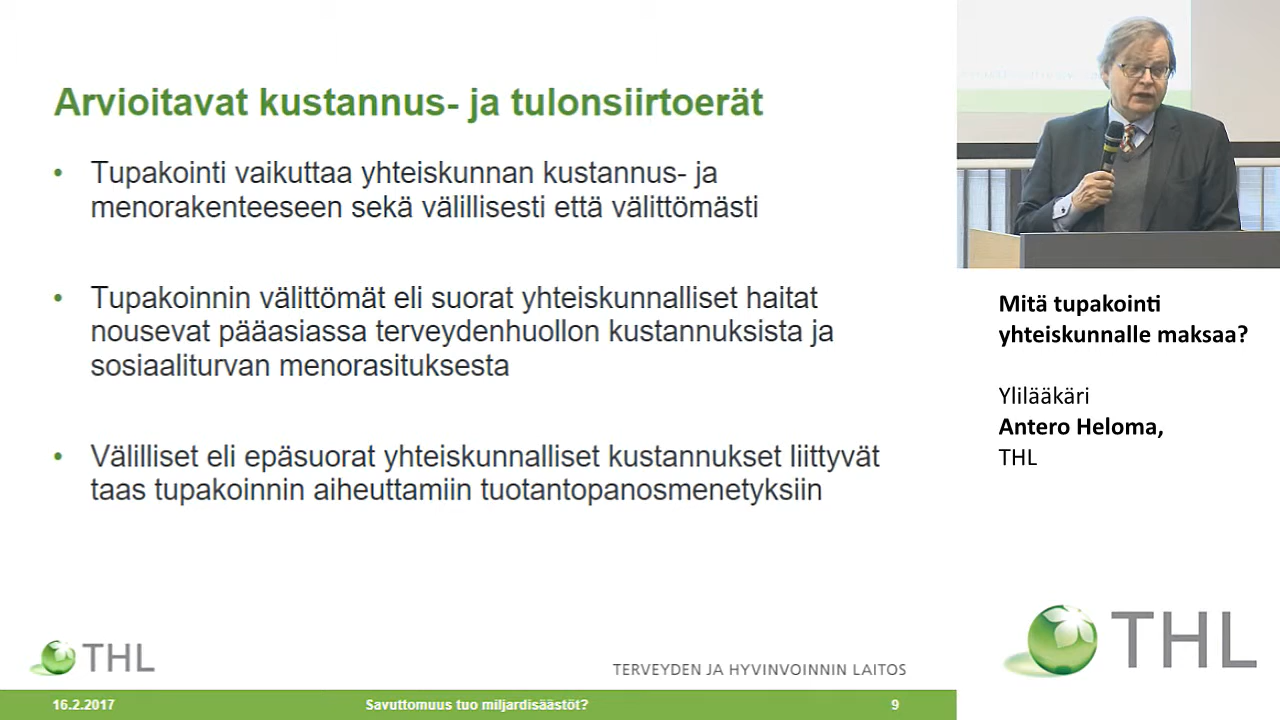 Arvioitavat kustannus- ja tulonsiirtoerät
• Tupakointi vaikuttaa yhteiskunnan kustannus- ja
menorakenteeseen sekä välillisesti että välittömästi
• Tupakoinnin välittömät eli suorat yhteiskunnalliset haitat
nousevat pääasiassa terveydenhuollon kustannuksista ja
sosiaaliturvan menorasituksesta
• Välilliset eli epäsuorat yhteiskunnalliset kustannukset liittyvät
taas tupakoinnin aiheuttamiin tuotantopanosmenetyksiin
THL
TERVEYDEN JA HYVINVOINNIN LAITOS
16.2.2017
Savuttomuus tuo miljardisäästöt?
9
Mitä tupakointi
yhteiskunnalle maksaa?
Ylilääkäri
Antero Heloma,
THL
THL